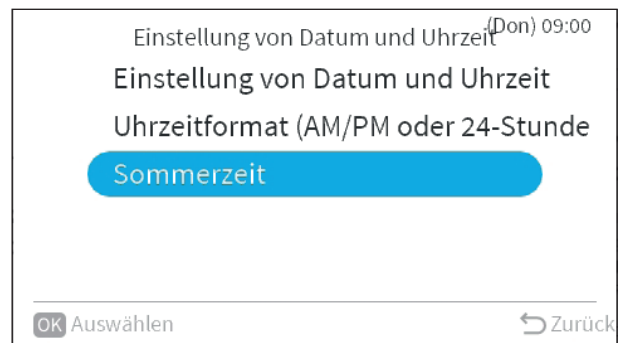 Einstellung von Datum und Uhrzeit (Don) 09:00
Einstellung von Datum und Uhrzeit
Uhrzeitformat (AM/PM oder 24-Stunde
Sommerzeit
OK Auswählen Zurück